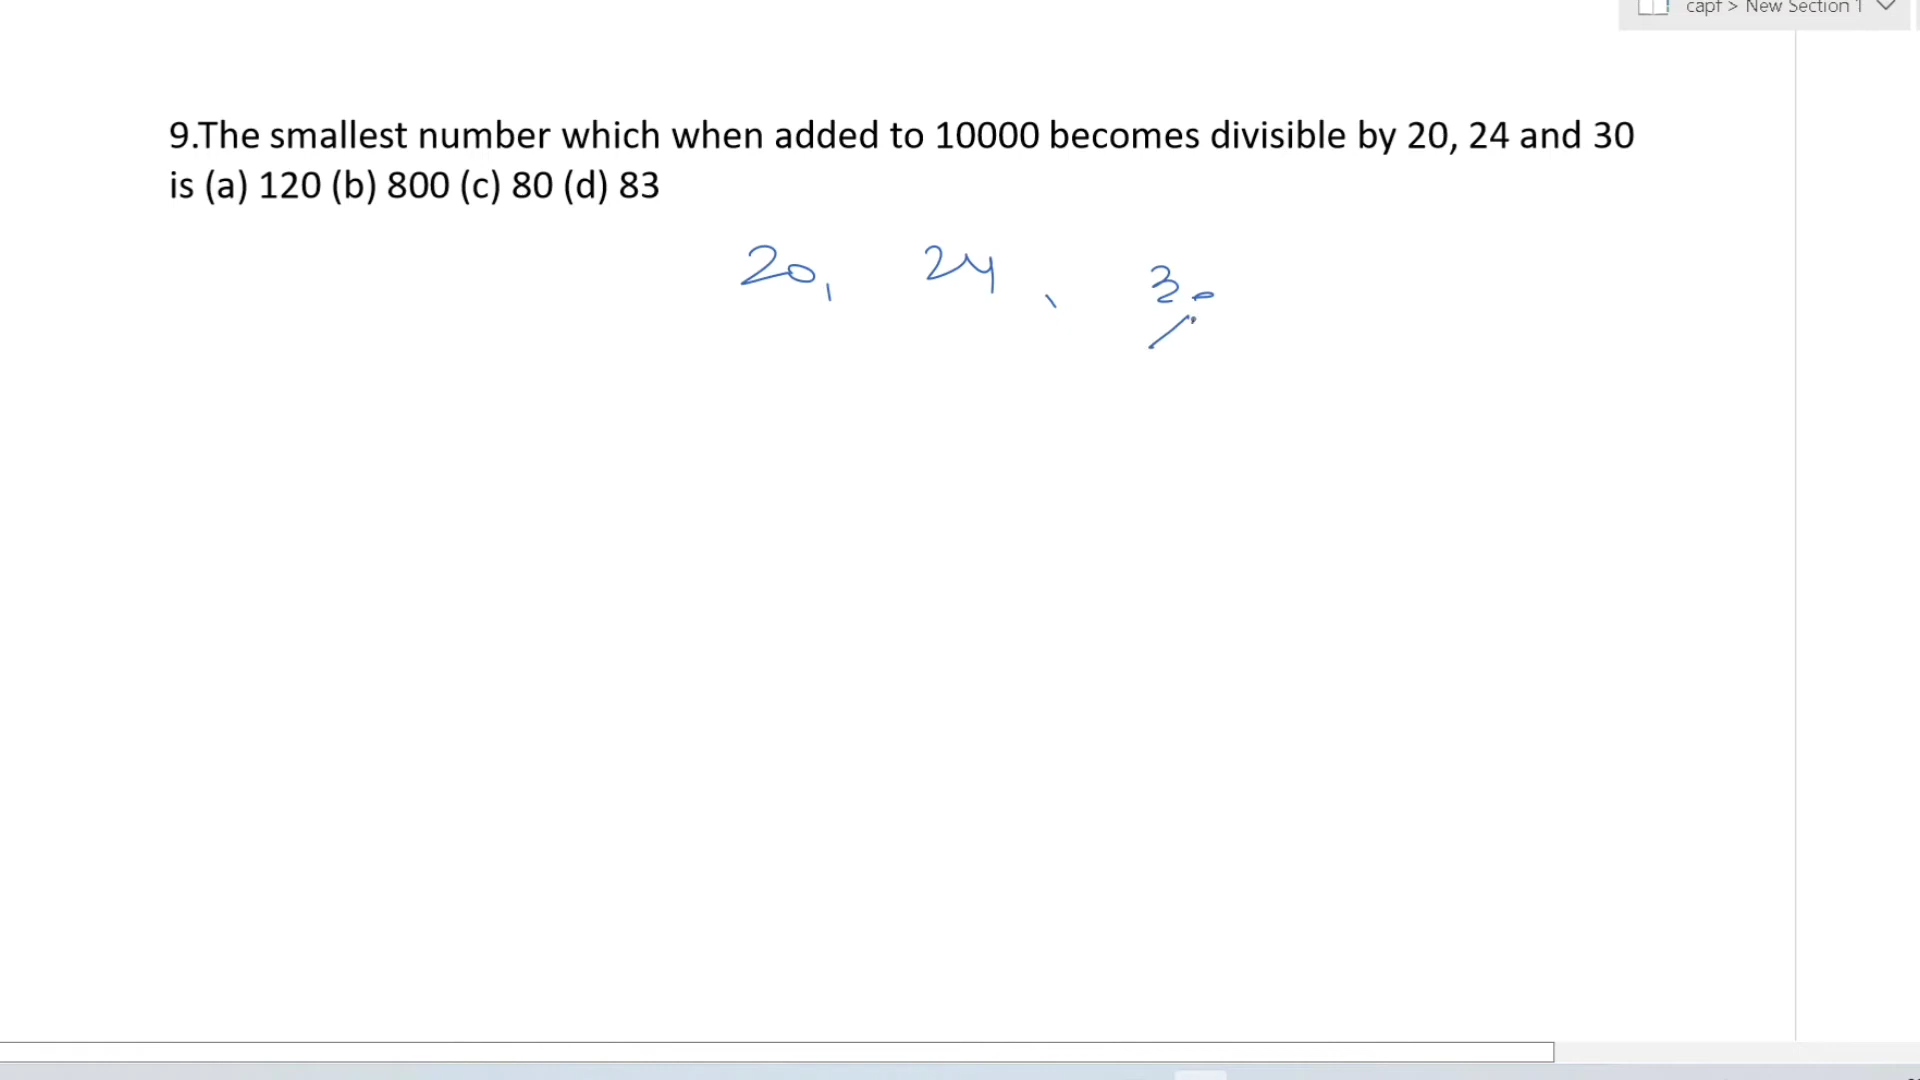 capf > New Section 1
9.The smallest number which when added to 10000 becomes divisible by 20, 24 and 30
is (a) 120 (b) 800 (c) 80 (d) 83
20, 24, 30